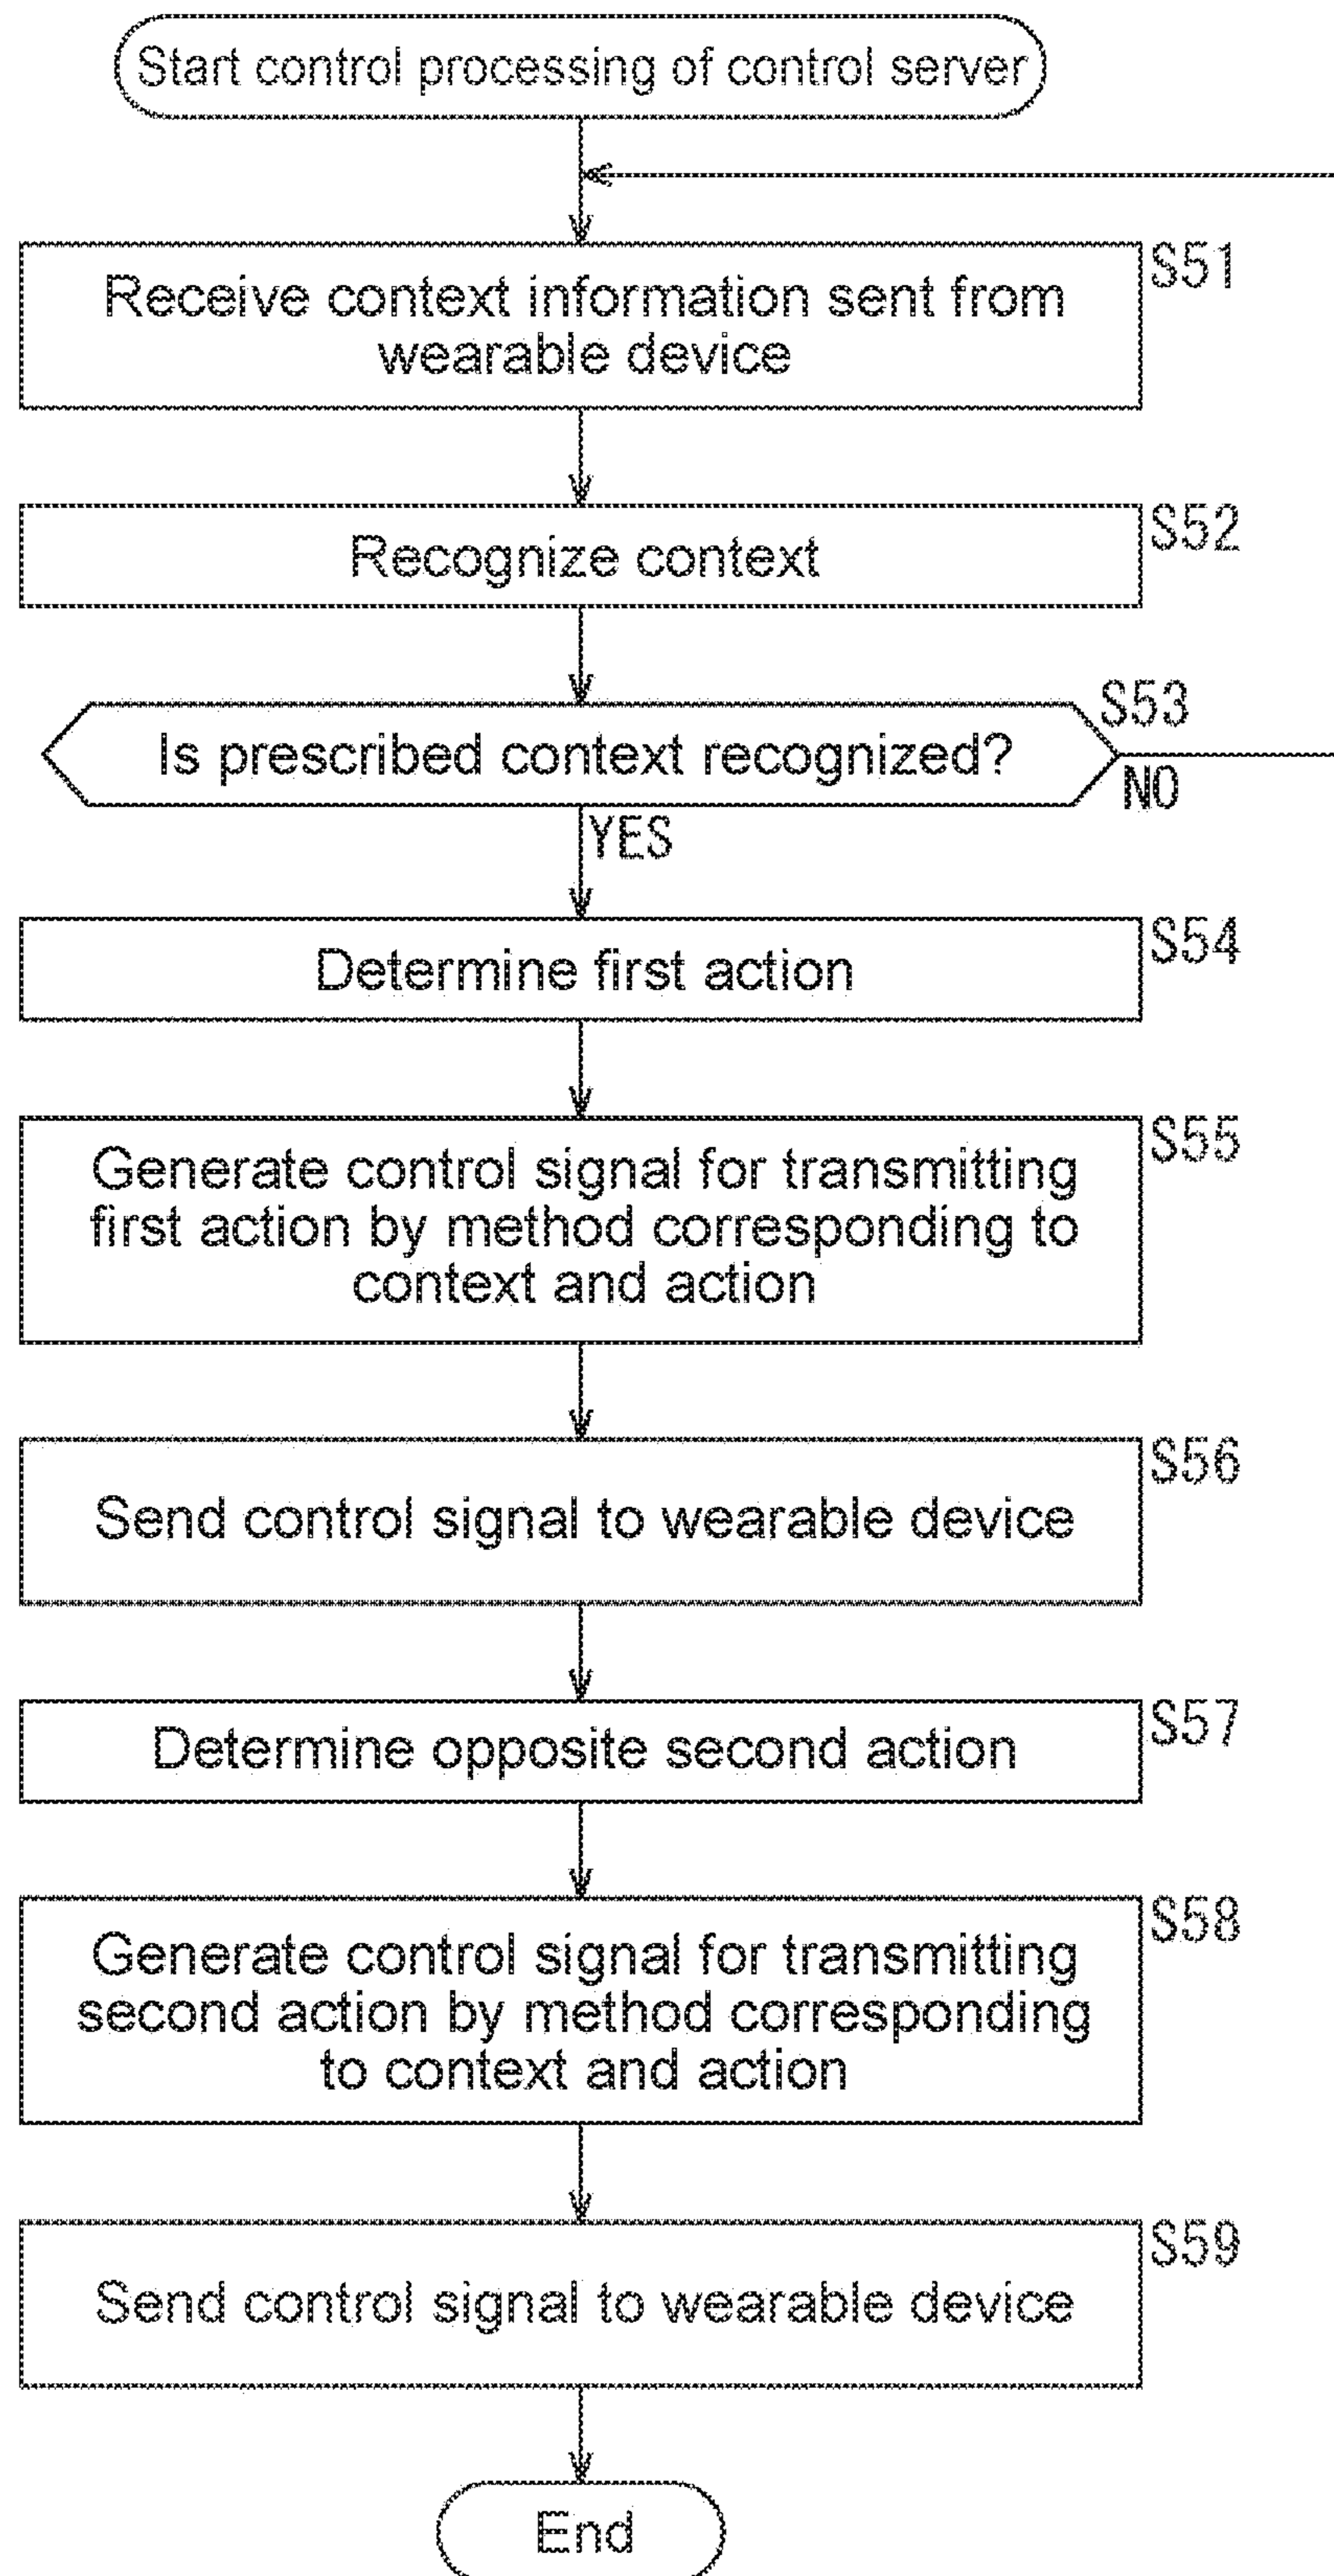 Start control processing of control server
S51
Receive context information sent from
wearable device
S52
Recognize context
S53
Is prescribed context recognized?
NO
YES
S54
Determine first action
S55
Generate control signal for transmitting
first action by method corresponding to
context and action
S56
Send control signal to wearable device
S57
Determine opposite second action
S58
Generate control signal for transmitting
second action by method corresponding
to context and action
S59
Send control signal to wearable device
End